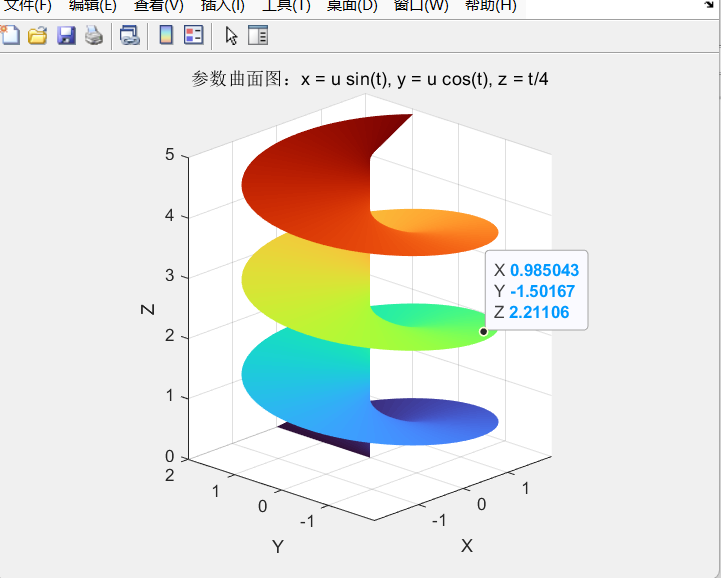 文件(F) 编辑(E) 查看(V) 插入(I) 工具(T) 桌面(D) 窗口(W) 帮助(H)
参数曲面图：x = u sin(t), y = u cos(t), z = t/4
5
4
3
2
1
0
Z
X 0.985043
Y -1.50167
Z 2.21106
2
1
0
-1
Y
-1
0
1
X